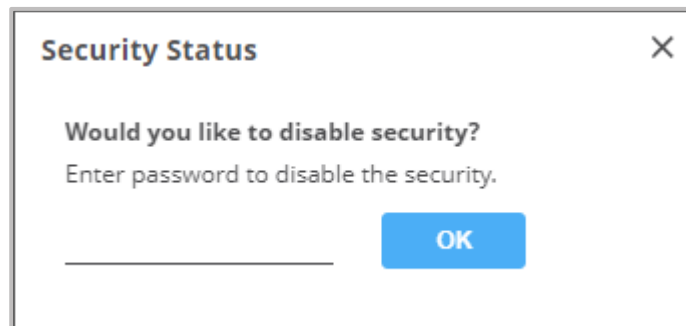 Security Status
Would you like to disable security?
Enter password to disable the security.
OK